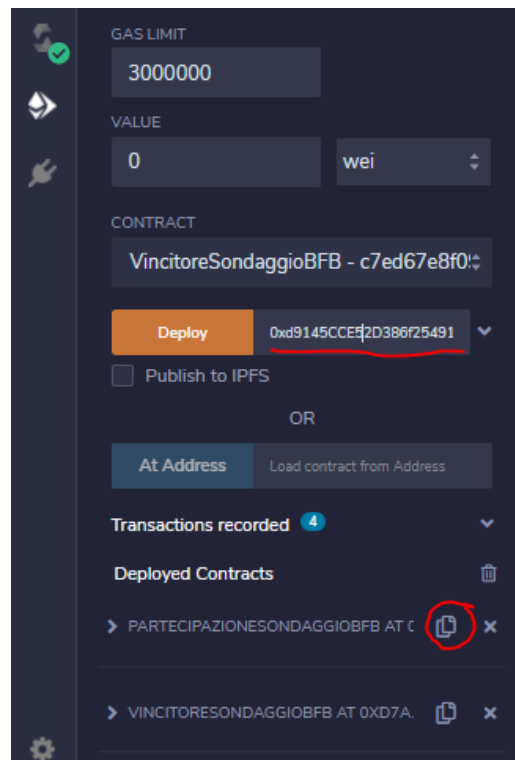 GAS LIMIT
3000000
VALUE
0 wei
CONTRACT
VincitoreSondaggioBFB - c7ed67e8f0
Deploy 0xd9145CCE52D386f25491
Publish to IPFS
OR
At Address Load contract from Address
Transactions recorded 4
Deployed Contracts
PARTECIPAZIONESONDAGGIOBFB AT
VINCITORESONDAGGIOBFB AT 0XD7A.